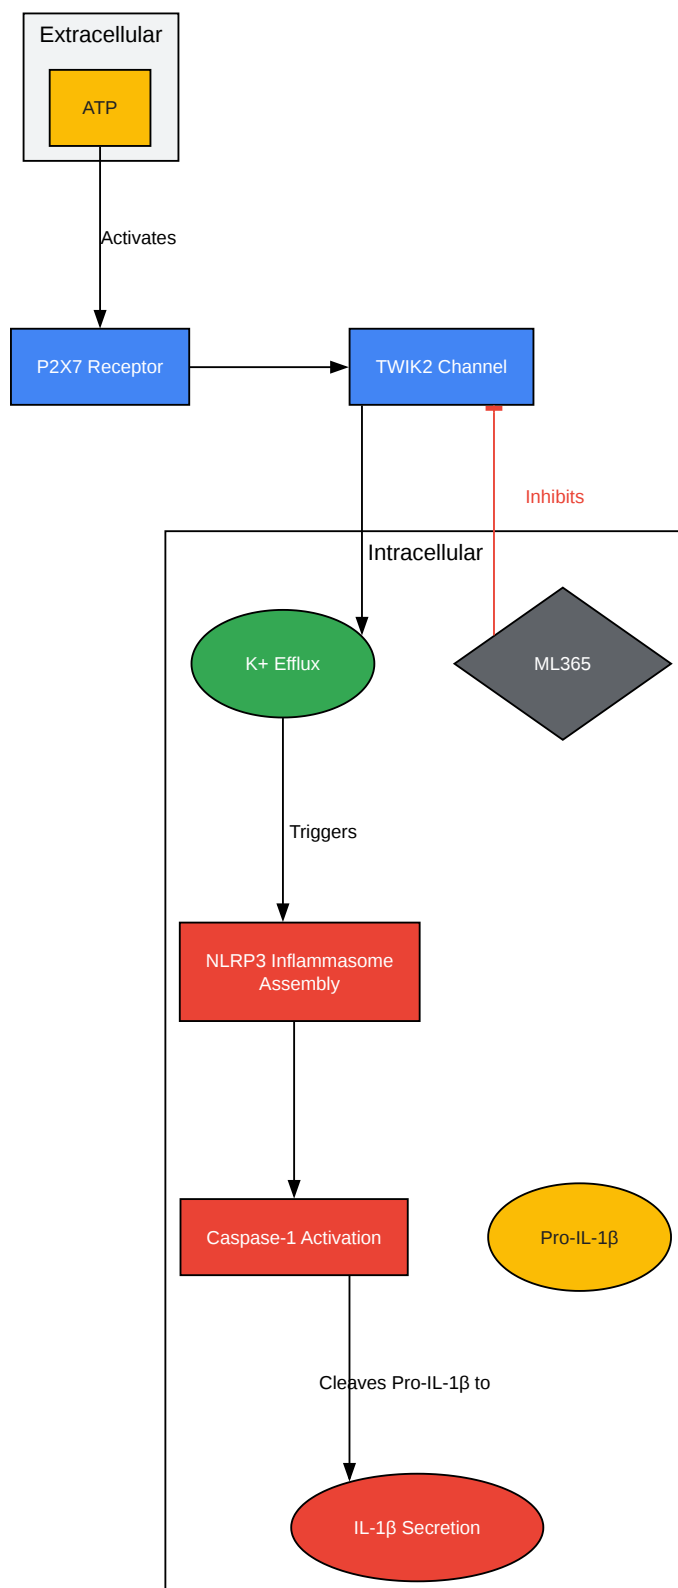 Extracellular
ATP
Activates
P2X7 Receptor
TWIK2 Channel
Inhibits
Intracellular
K+ Efflux
ML365
Triggers
NLRP3 Inflammasome
Assembly
Caspase-1 Activation
Pro-IL-1β
Cleaves Pro-IL-1β to
IL-1β Secretion